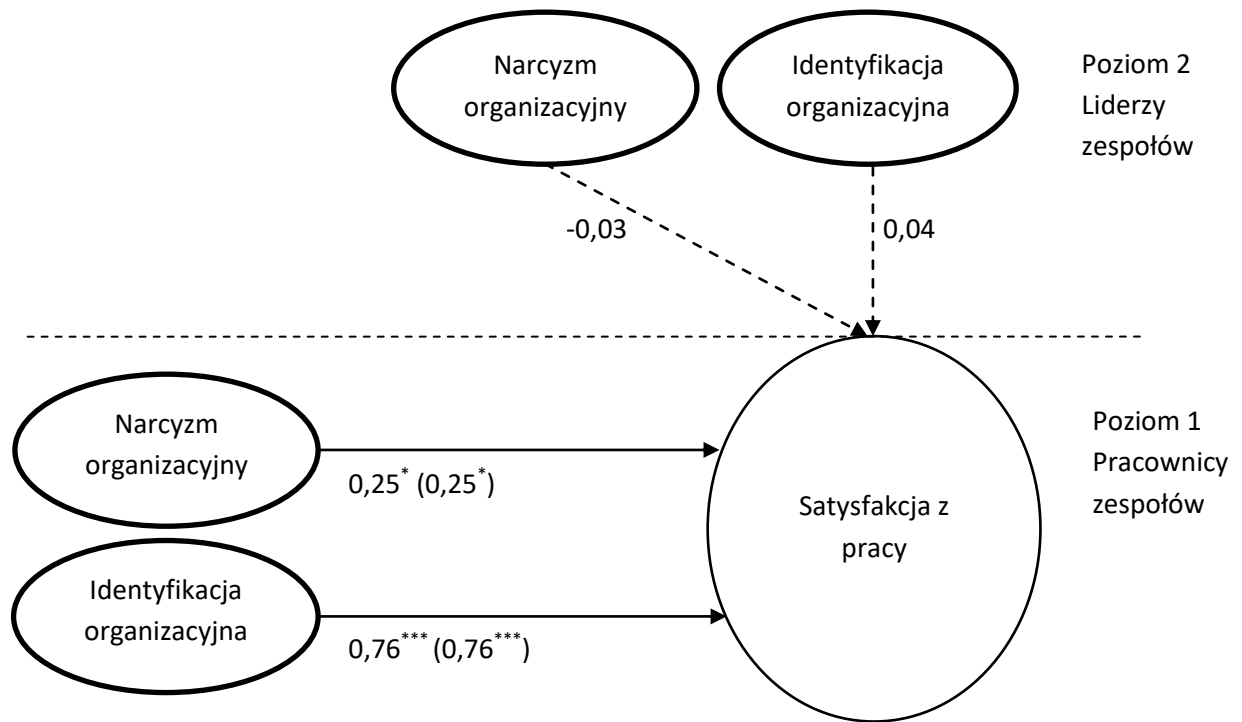 Narcyzm
organizacyjny
Identyfikacja
organizacyjna
Poziom 2
Liderzy
zespołów
-0,03
0,04
Narcyzm
organizacyjny
0,25* (0,25*)
Identyfikacja
organizacyjna
0,76*** (0,76***)
Satysfakcja z
pracy
Poziom 1
Pracownicy
zespołów